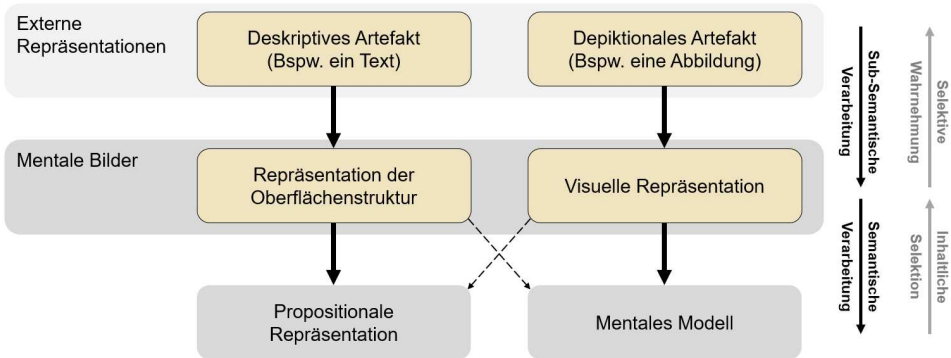 Externe
Repräsentationen
Deskriptives Artefakt
(Bspw. ein Text)
Depiktionales Artefakt
(Bspw. eine Abbildung)
Sub-Semantische
Verarbeitung
Selektive
Wahrnehmung
Mentale Bilder
Repräsentation der
Oberflächenstruktur
Visuelle Repräsentation
Semantische
Verarbeitung
Inhaltliche
Selektion
Propositionale
Repräsentation
Mentales Modell